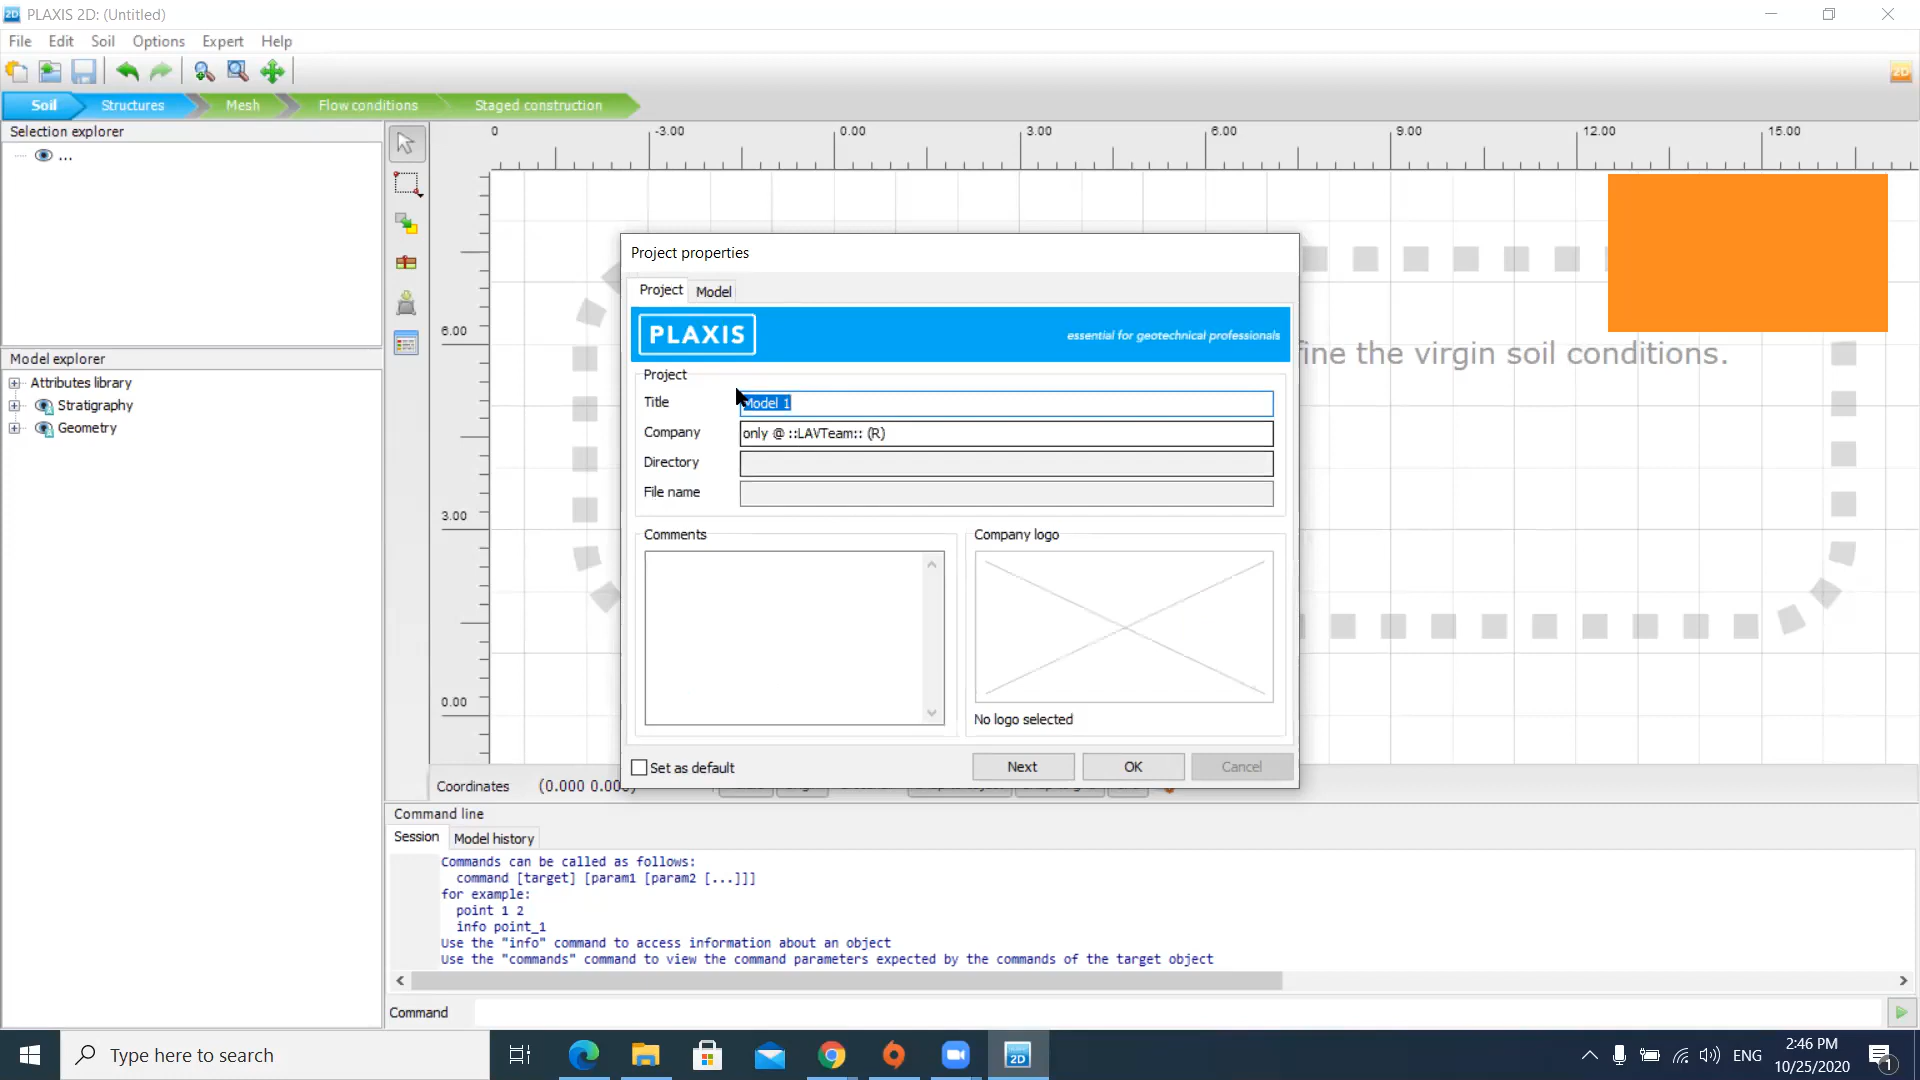 PLAXIS 2D: (Untitled)
File Edit Soil Options Expert Help
Soil Structures Mesh Flow conditions Staged construction
Selection explorer
...
Model explorer
Attributes library
Stratigraphy
Geometry
0 -3.00 0.00 3.00 6.00 9.00 12.00 15.00
6.00
3.00
0.00
fine the virgin soil conditions.
Project properties
Project Model
PLAXIS essential for geotechnical professionals
Project
Title Model 1
Company only @ ::LAVTeam:: (R)
Directory
File name
Comments
Company logo
No logo selected
Set as default
Next OK Cancel
Coordinates (0.000 0.000)
Command line
Session Model history
Commands can be called as follows:
command [target] [param1 [param2 [...]]]
for example:
point 1 2
info point_1
Use the "info" command to access information about an object
Use the "commands" command to view the command parameters expected by the commands of the target object
Command
Type here to search
2D
ENG
2:46 PM
10/25/2020
1